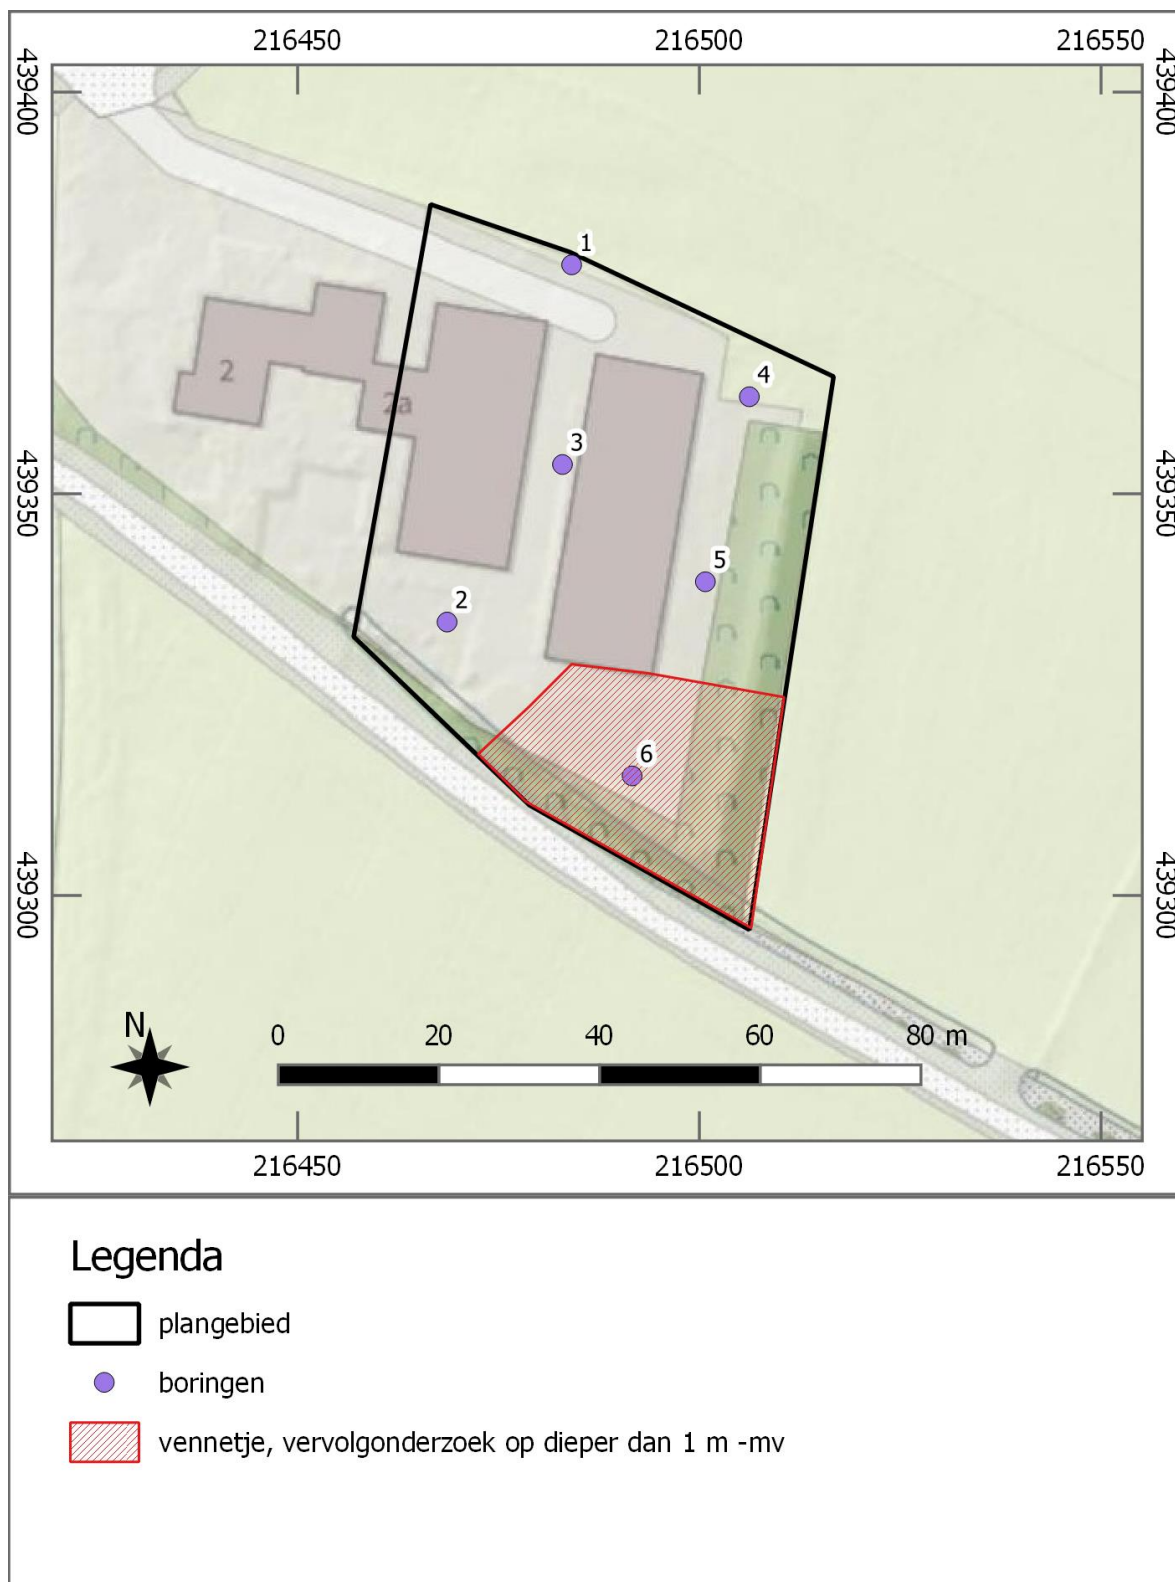 216450 216500 216550
439400 439400
1
4
2
2a
3
439350 439350
5
2
6
439300 439300
N
0 20 40 60 80 m
216450 216500 216550
Legenda
plangebied
boringen
vennetje, vervolgonderzoek op dieper dan 1 m -mv